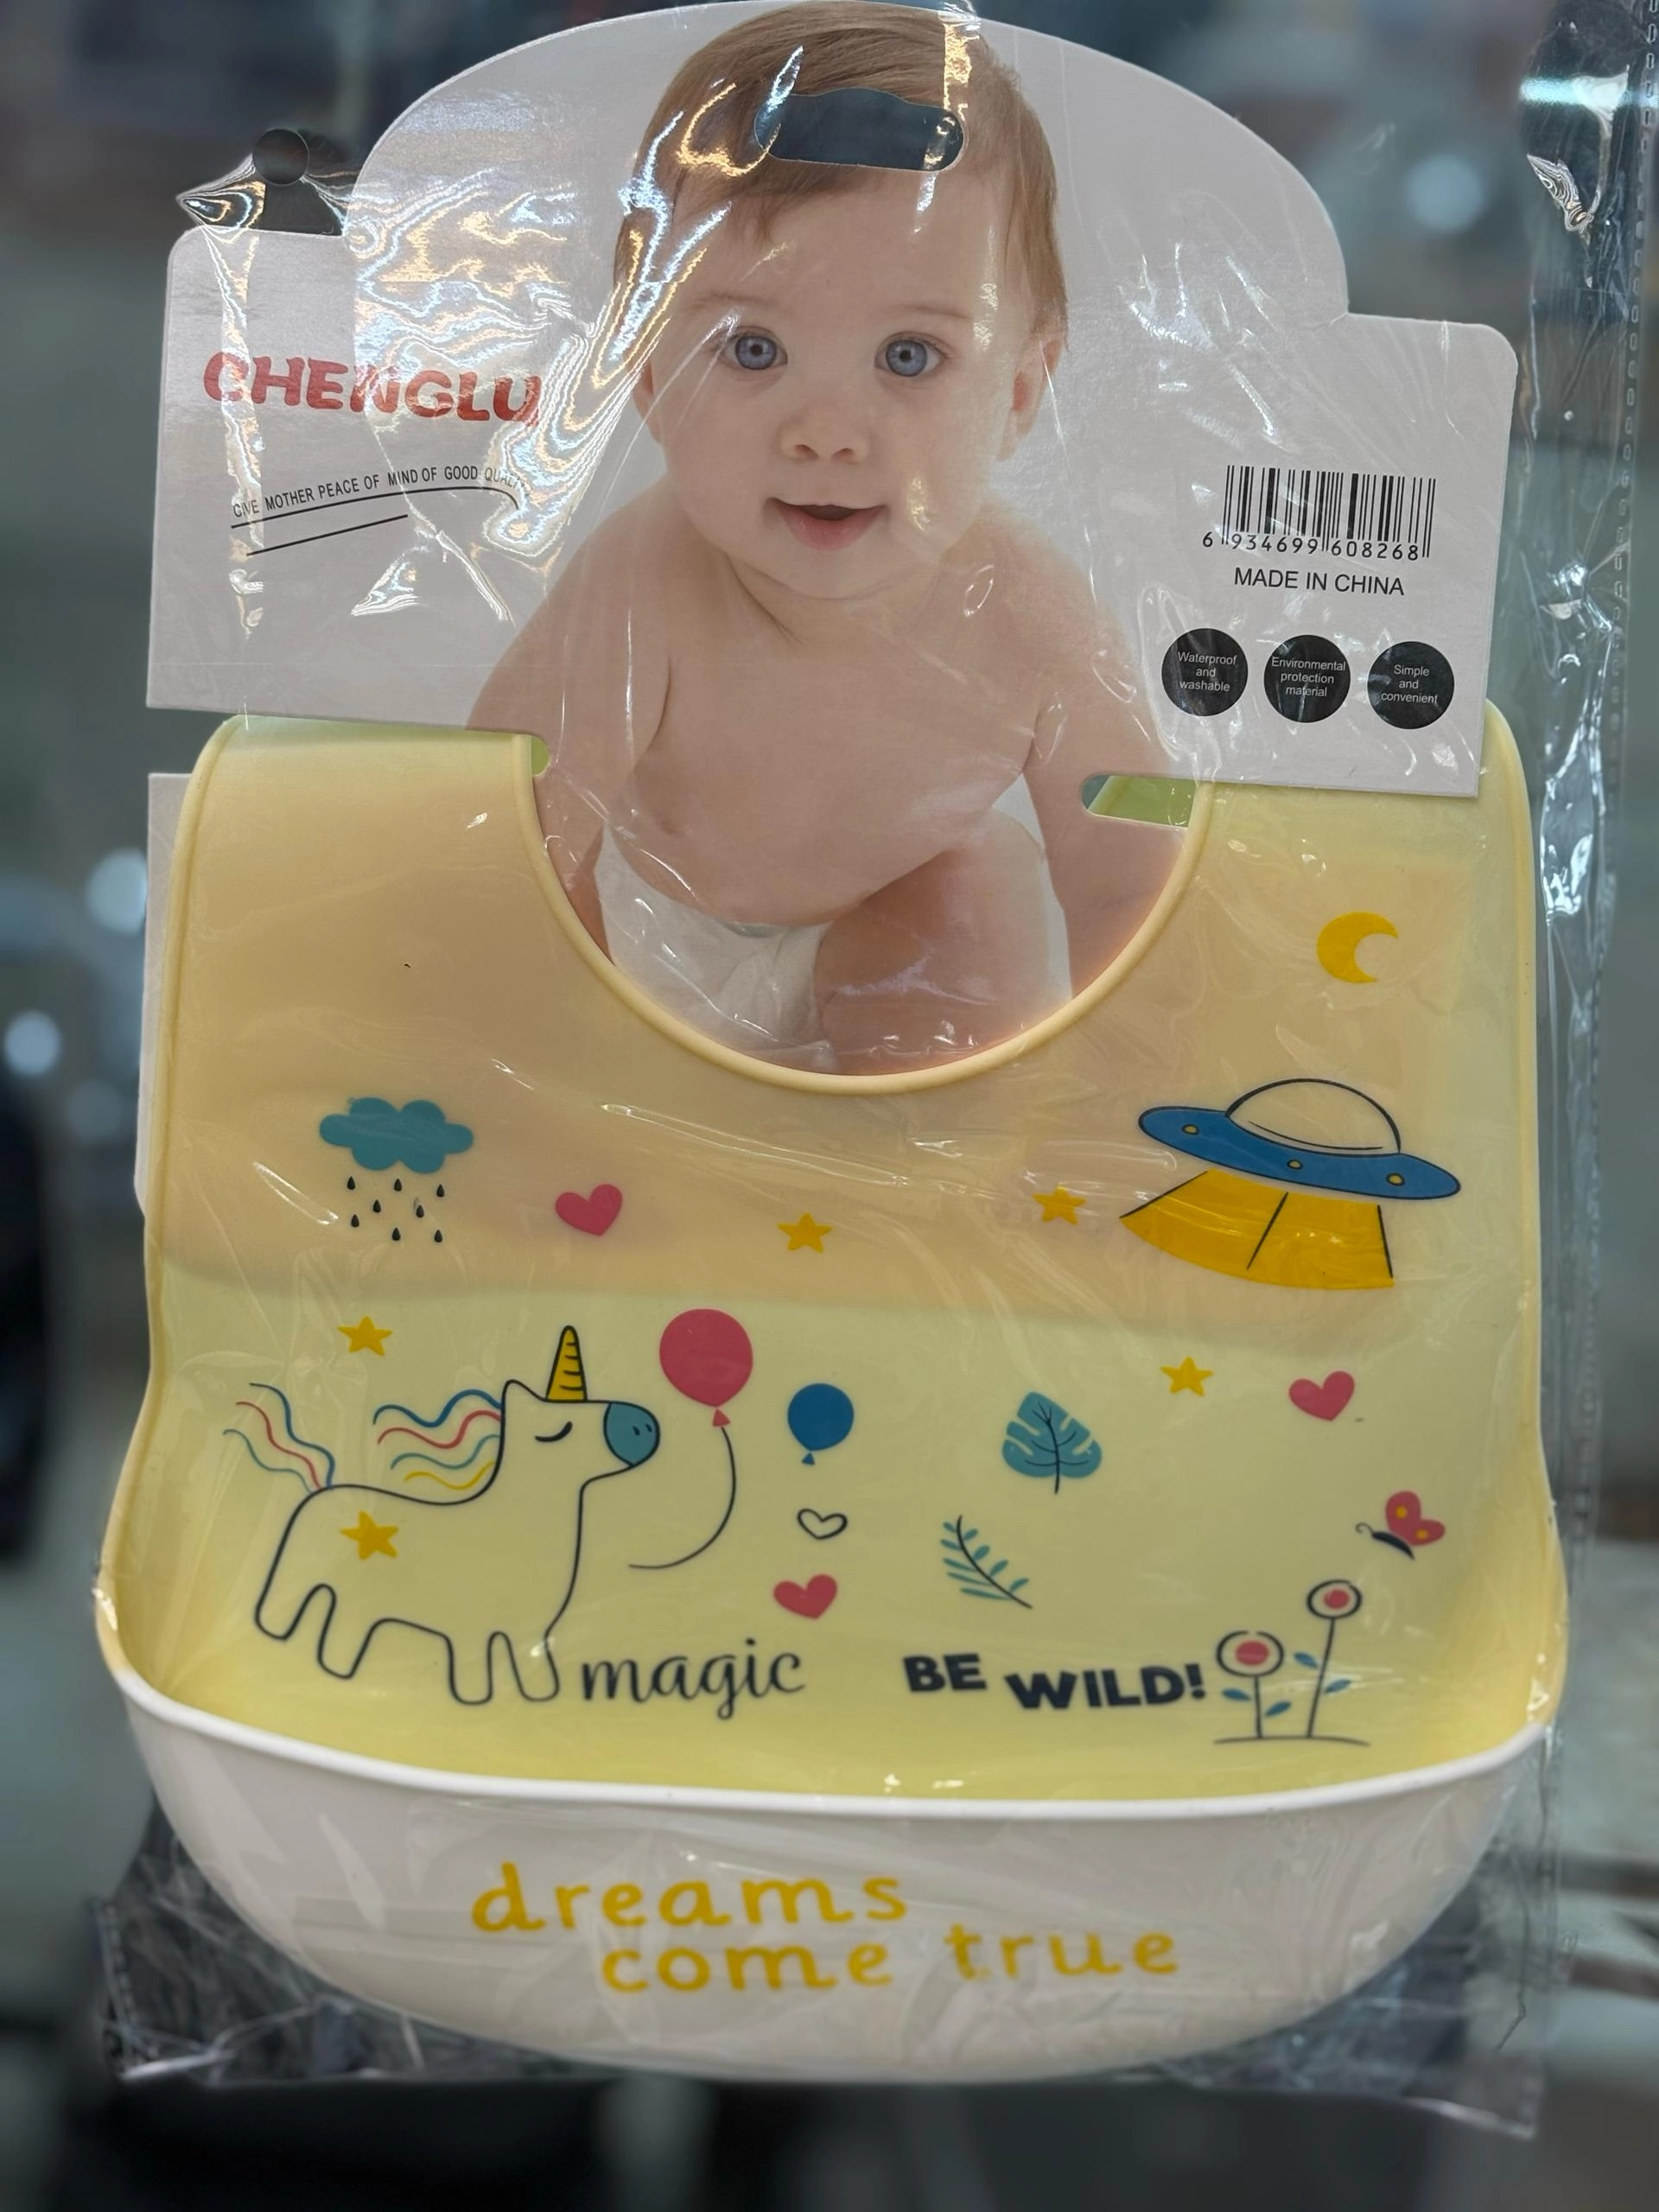 CHENGLU
GIVE MOTHER PEACE OF MIND OF GOOD QUALITY
6 934699 608268
MADE IN CHINA
Waterproof
and
washable
Environmental
protection
material
Simple
and
convenient
magic
BE WILD!
dreams
come true